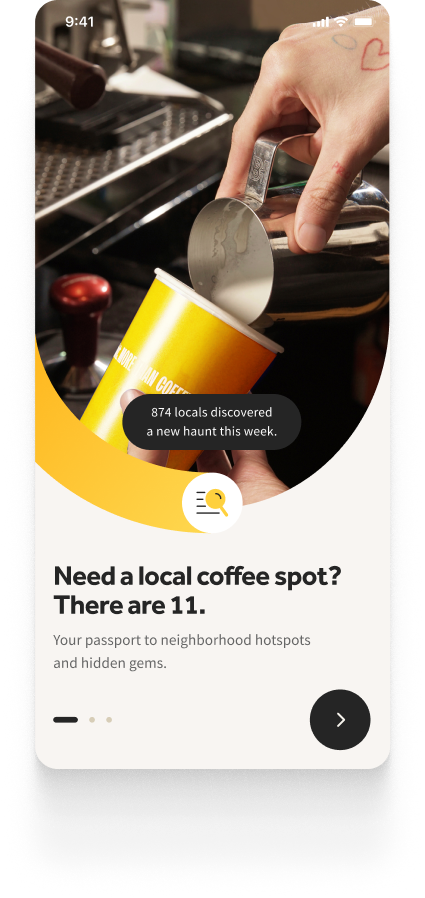 9:41
874 locals discovered
a new haunt this week.
Need a local coffee spot?
There are 11.
Your passport to neighborhood hotspots
and hidden gems.